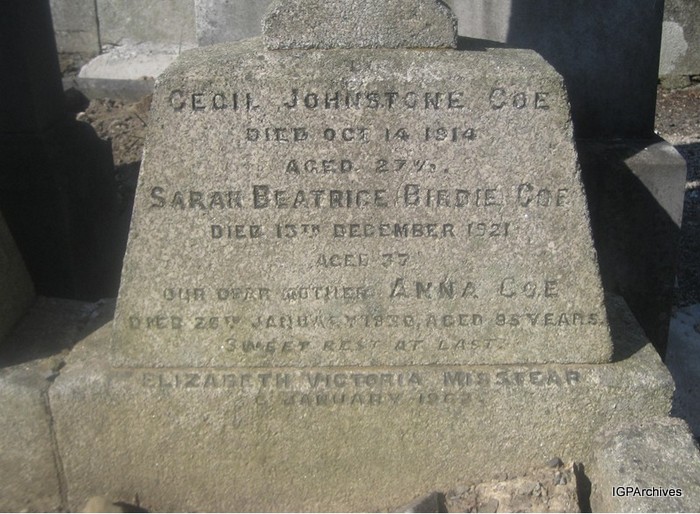 CECIL JOHNSTONE COE
DIED OCT 14 1914
AGED 27½.
SARAH BEATRICE BIRDIE COE
DIED 13TH DECEMBER 1921
AGED 37
OUR DEAR MOTHER ANNA COE
DIED 26TH JANUARY 1930, AGED 85 YEARS.
SWEET REST AT LAST
ELIZABETH VICTORIA MISSTEAR
JANUARY 1962.
IGPArchives